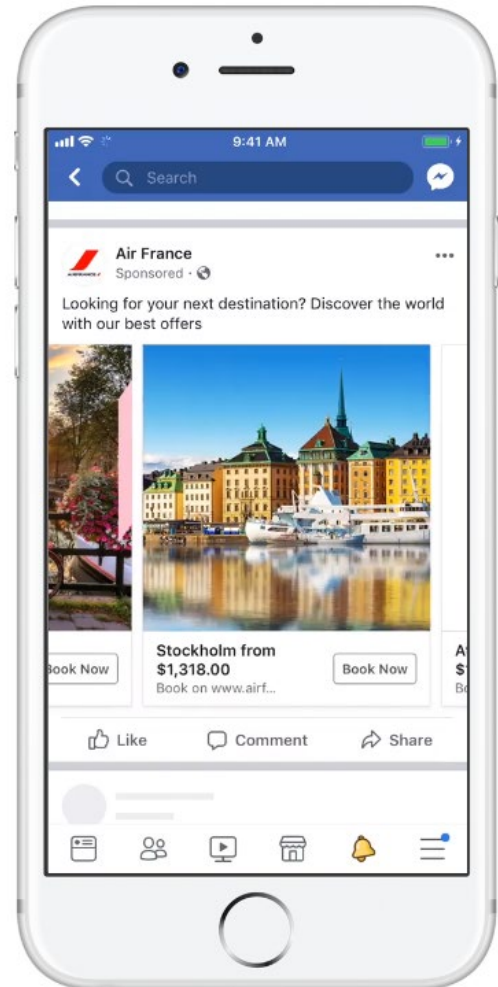 9:41 AM
Search
Air France
Sponsored
Looking for your next destination? Discover the world
with our best offers
Book Now
Stockholm from
$1,318.00
Book on www.airf...
Book Now
A
$
Like
Comment
Share